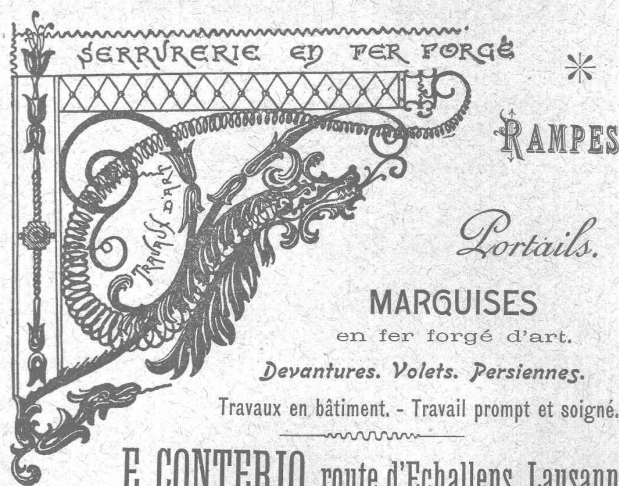 SERRURERIE EN FER FORGÉ
TRAVAUX D'ART
RAMPES
Portails.
MARQUISES
en fer forgé d'art.
Devantures. Volets. Persiennes.
Travaux en bâtiment. - Travail prompt et soigné.
E CONTERIO route d'Echallens Lausann